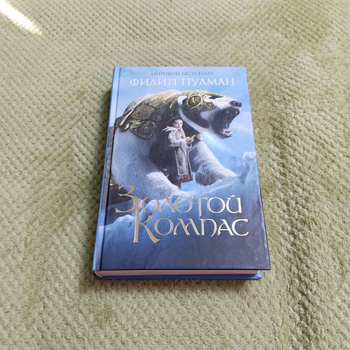 МИРОВОЙ БЕСТСЕЛЛЕР
ФИЛИП ПУЛМАН
ЗОЛОТОЙ
КОМПАС